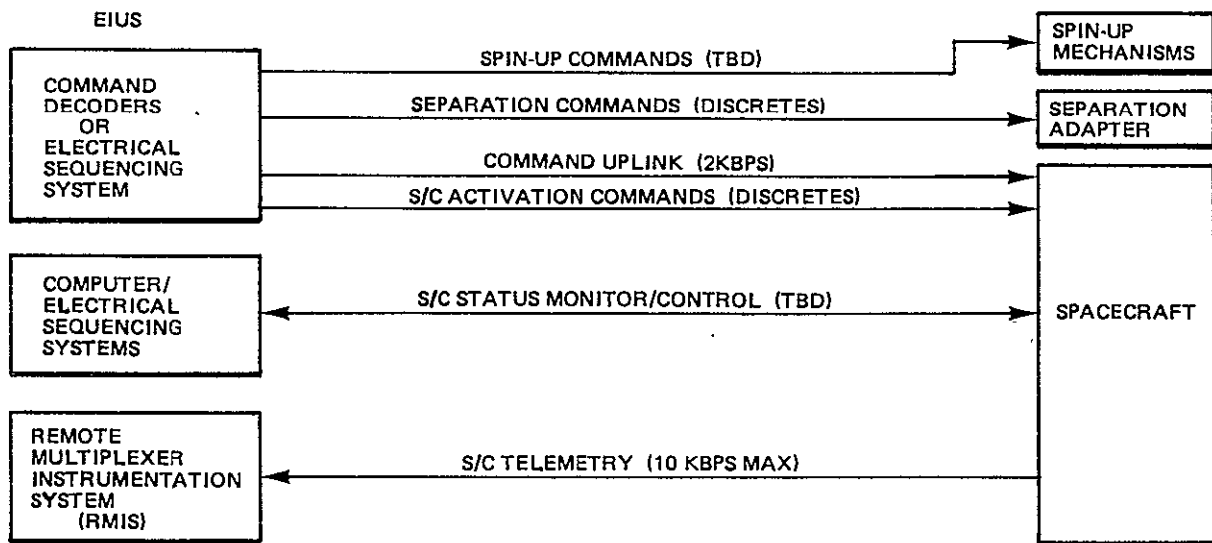 EIUS
COMMAND
DECODERS
OR
ELECTRICAL
SEQUENCING
SYSTEM
SPIN-UP COMMANDS (TBD)
SPIN-UP
MECHANISMS
SEPARATION COMMANDS (DISCRETES)
SEPARATION
ADAPTER
COMMAND UPLINK (2KBPS)
S/C ACTIVATION COMMANDS (DISCRETES)
COMPUTER/
ELECTRICAL
SEQUENCING
SYSTEMS
S/C STATUS MONITOR/CONTROL (TBD)
SPACECRAFT
REMOTE
MULTIPLEXER
INSTRUMENTATION
SYSTEM
(RMIS)
S/C TELEMETRY (10 KBPS MAX)